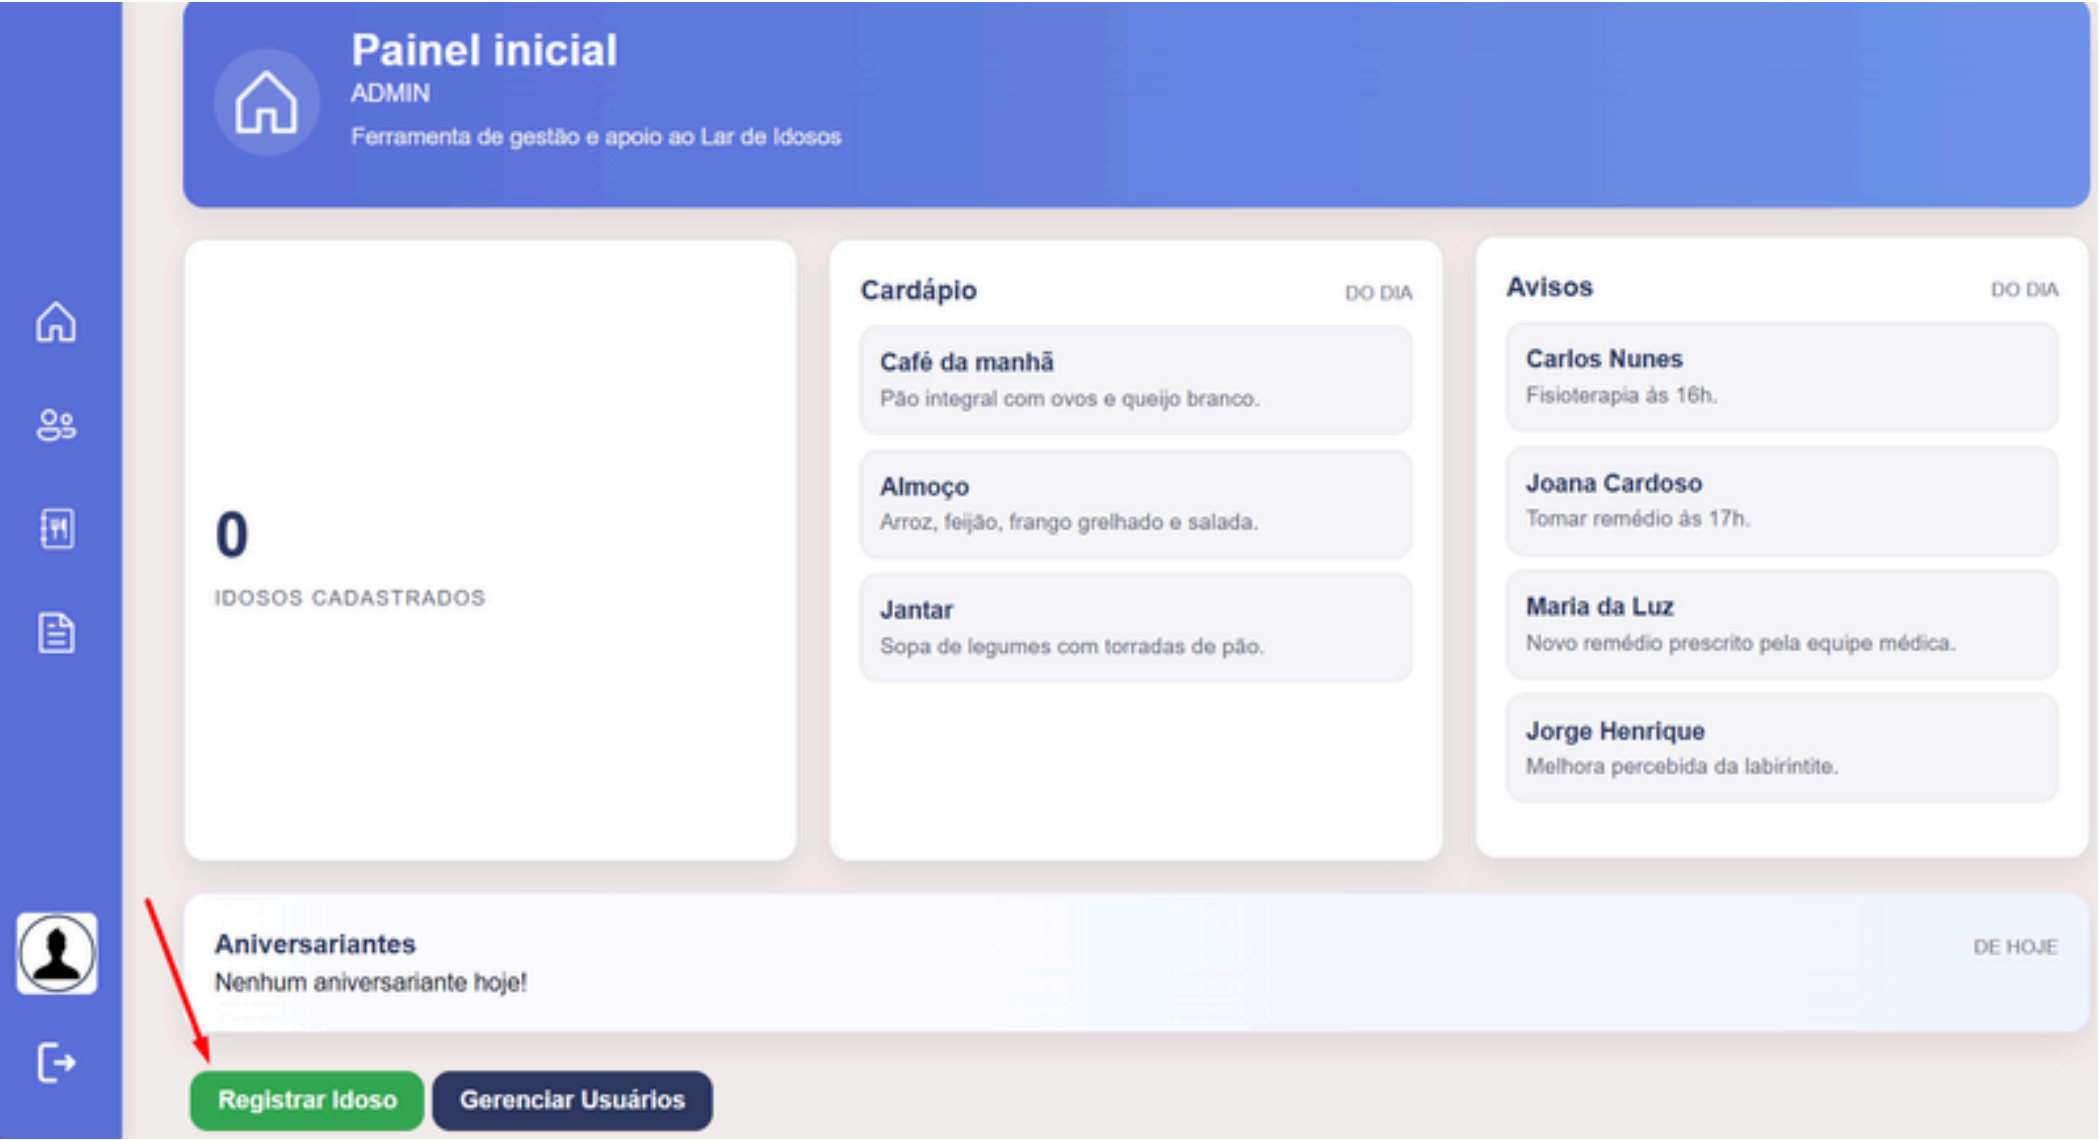 Painel inicial
ADMIN
Ferramenta de gestão e apoio ao Lar de Idosos
0
IDOSOS CADASTRADOS
Cardápio
DO DIA
Café da manhã
Pão integral com ovos e queijo branco.
Almoço
Arroz, feijão, frango grelhado e salada.
Jantar
Sopa de legumes com torradas de pão.
Avisos
DO DIA
Carlos Nunes
Fisioterapia às 16h.
Joana Cardoso
Tomar remédio às 17h.
Maria da Luz
Novo remédio prescrito pela equipe médica.
Jorge Henrique
Melhora percebida da labirintite.
Aniversariantes
DE HOJE
Nenhum aniversariante hoje!
Registrar Idoso
Gerenciar Usuários